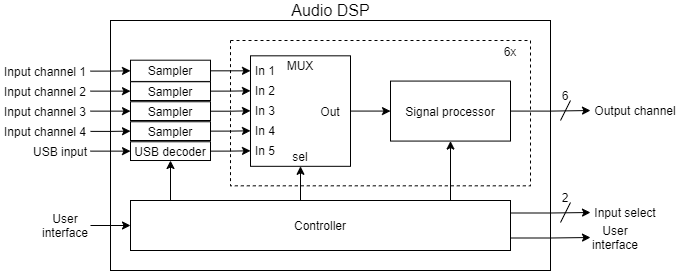 Audio DSP
6x
Input channel 1
Sampler
In 1
MUX
Input channel 2
Sampler
In 2
Input channel 3
Sampler
In 3
Out
Signal processor
6
Output channel
Input channel 4
Sampler
In 4
USB input
USB decoder
In 5
sel
User
interface
Controller
2
Input select
User
interface